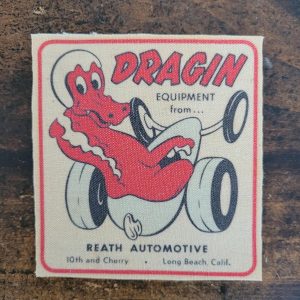 DRAGIN
EQUIPMENT
from...
REATH AUTOMOTIVE
10th and Cherry • Long Beach, Calif.